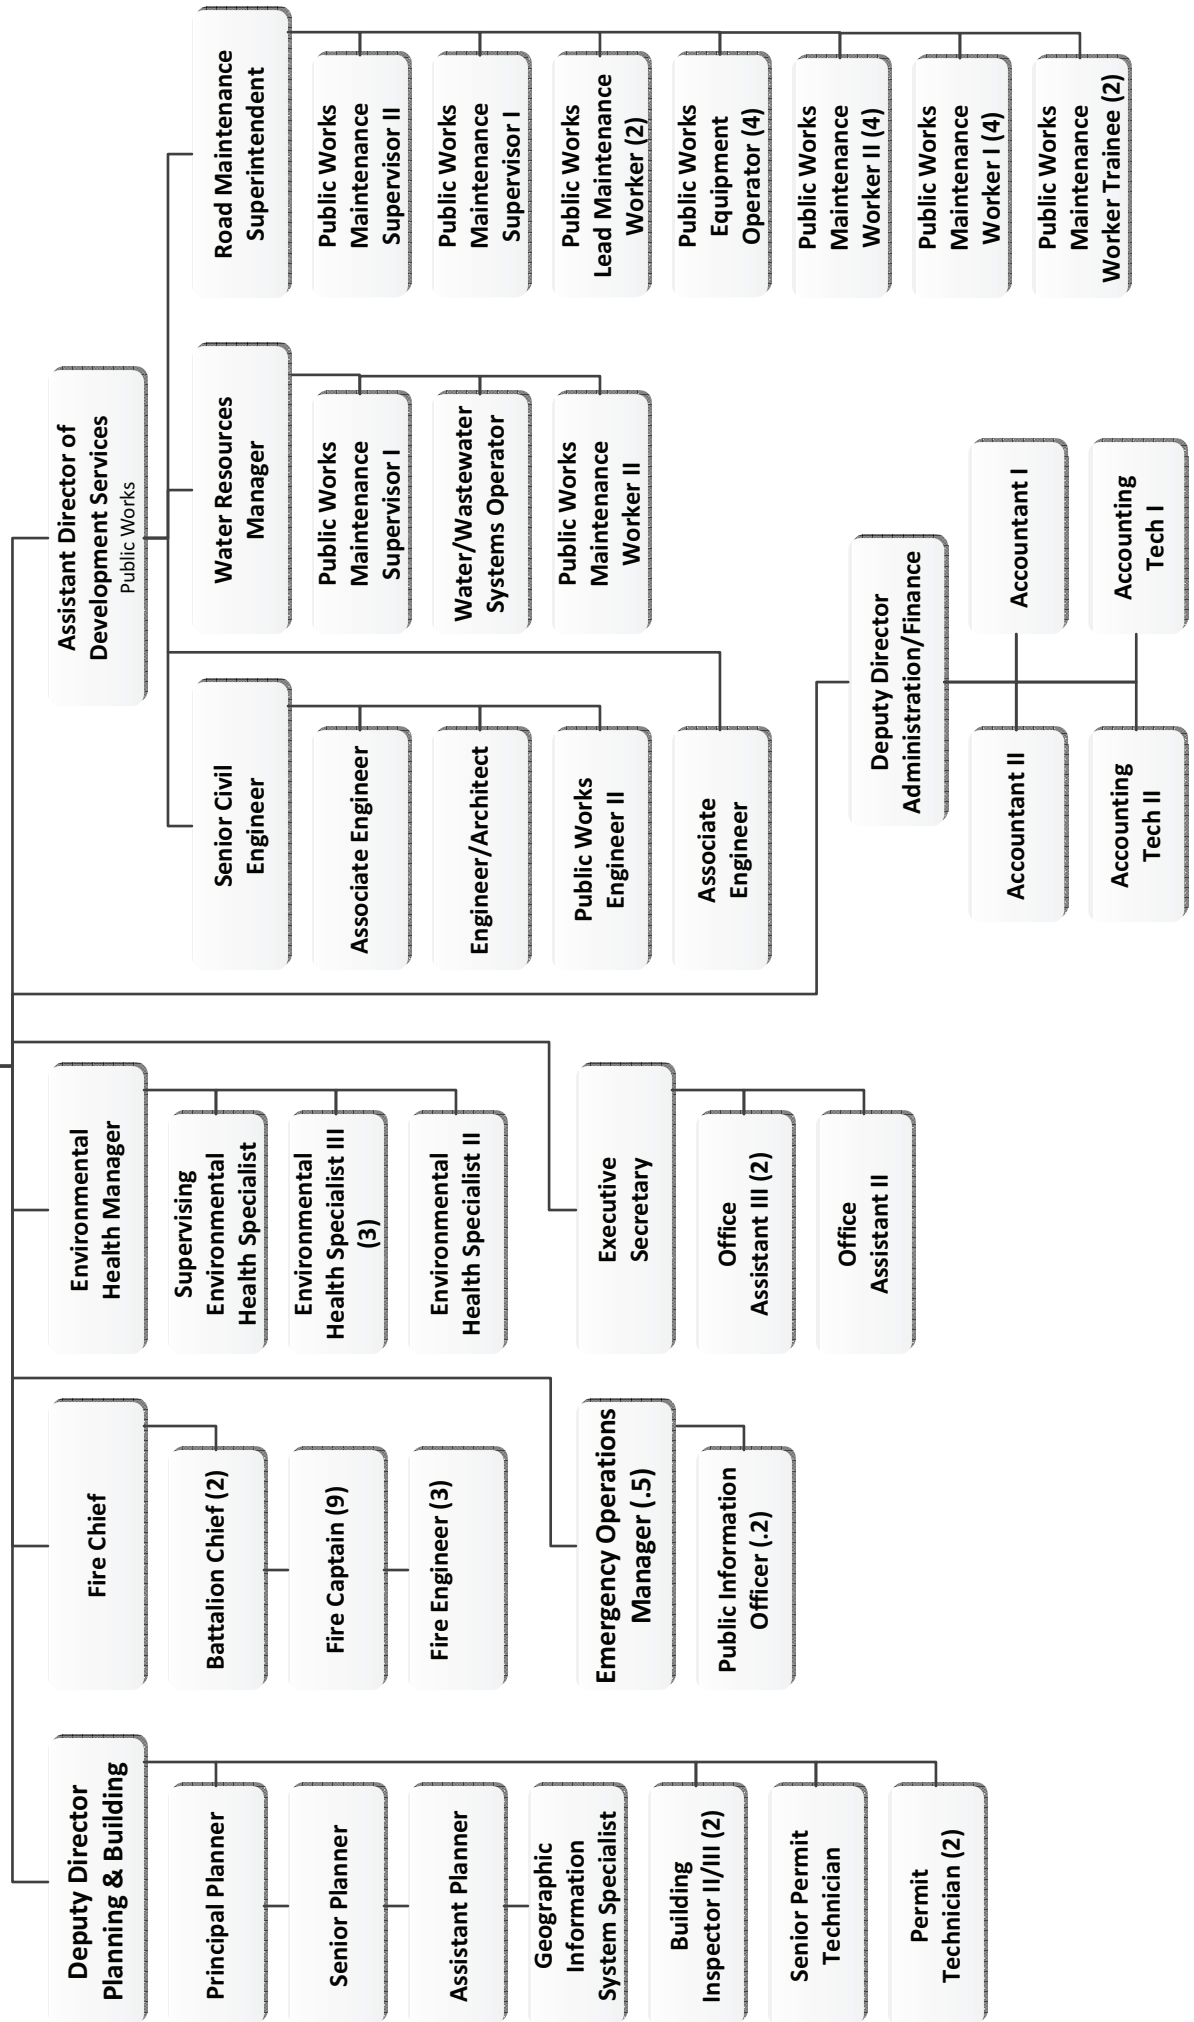 Deputy Director
Planning & Building
Principal Planner
Senior Planner
Assistant Planner
Geographic
Information
System Specialist
Building
Inspector II/III (2)
Senior Permit
Technician
Permit
Technician (2)
Fire Chief
Battalion Chief (2)
Fire Captain (9)
Fire Engineer (3)
Emergency Operations
Manager (.5)
Public Information
Officer (.2)
Environmental
Health Manager
Supervising
Environmental
Health Specialist
Environmental
Health Specialist III
(3)
Environmental
Health Specialist II
Executive
Secretary
Office
Assistant III (2)
Office
Assistant II
Assistant Director of
Development Services
Public Works
Senior Civil
Engineer
Associate Engineer
Engineer/Architect
Public Works
Engineer II
Associate
Engineer
Water Resources
Manager
Public Works
Maintenance
Supervisor I
Water/Wastewater
Systems Operator
Public Works
Maintenance
Worker II
Road Maintenance
Superintendent
Public Works
Maintenance
Supervisor II
Public Works
Maintenance
Supervisor I
Public Works
Lead Maintenance
Worker (2)
Public Works
Equipment
Operator (4)
Public Works
Maintenance
Worker II (4)
Public Works
Maintenance
Worker I (4)
Public Works
Maintenance
Worker Trainee (2)
Deputy Director
Administration/Finance
Accountant II
Accountant I
Accounting
Tech II
Accounting
Tech I